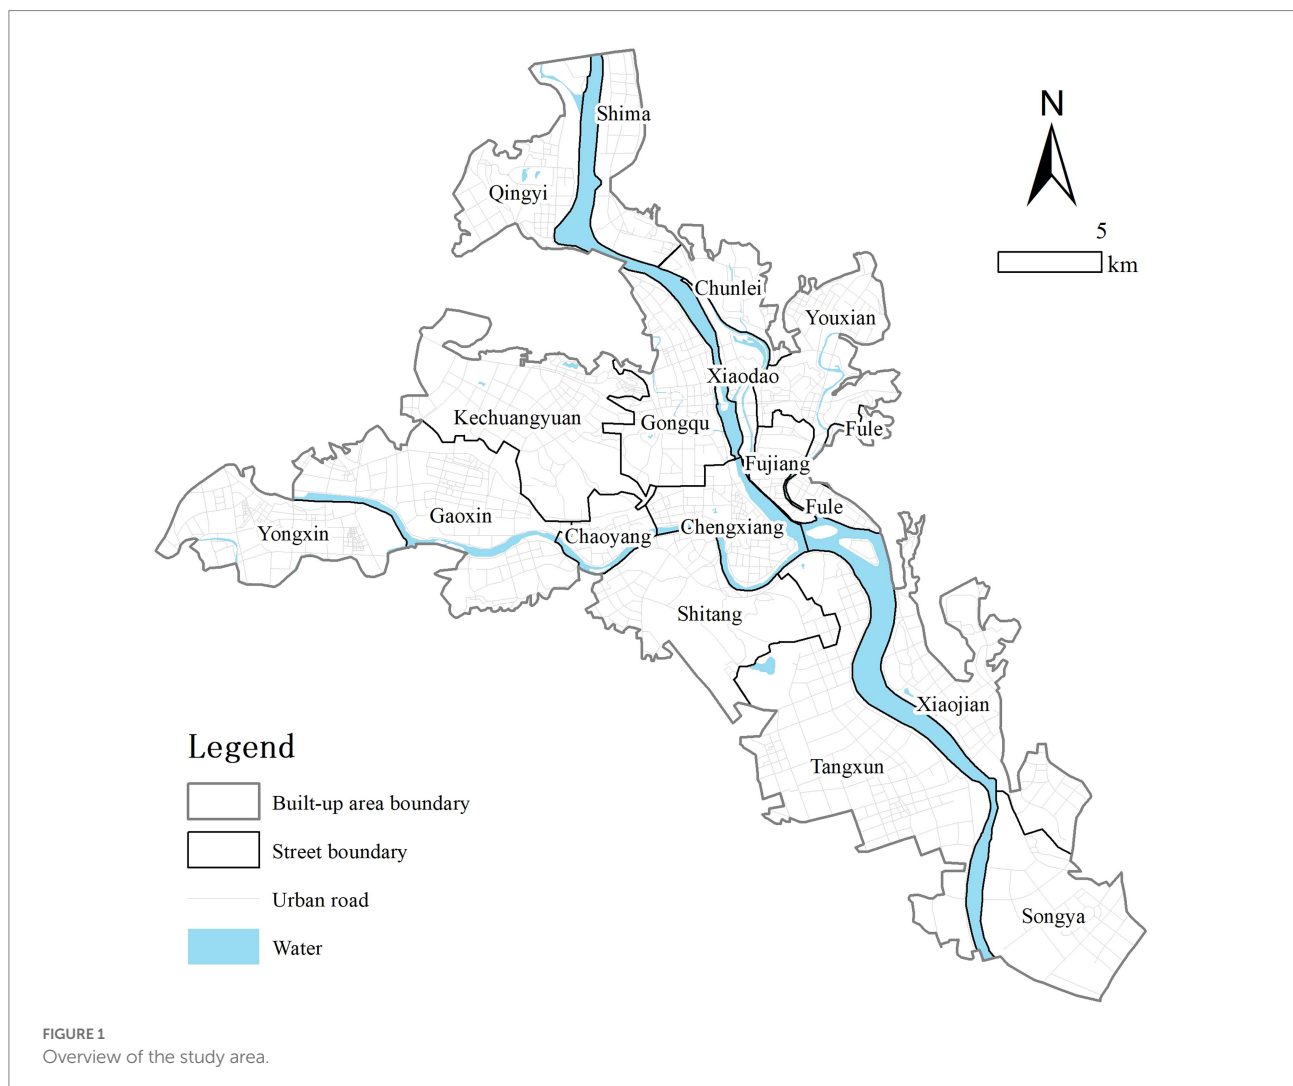 N
5
km
Shima
Qingyi
Chunlei
Youxian
Xiaodao
Kechuangyuan
Gongqu
Fule
Fujiang
Fule
Gaoxin
Yongxin
Chaoyang
Chengxiang
Shitang
Xiaojian
Tangxun
Songya
Legend
Built-up area boundary
Street boundary
Urban road
Water
FIGURE 1
Overview of the study area.